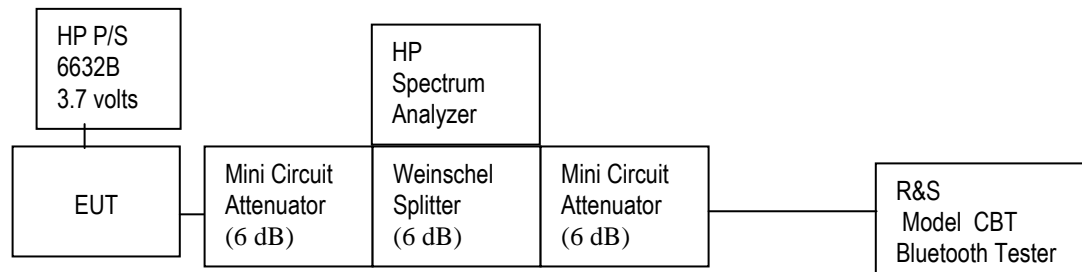 HP P/S
6632B
3.7 volts
HP
Spectrum
Analyzer
EUT
Mini Circuit
Attenuator
(6 dB)
Weinschel
Splitter
(6 dB)
Mini Circuit
Attenuator
(6 dB)
R&S
Model CBT
Bluetooth Tester